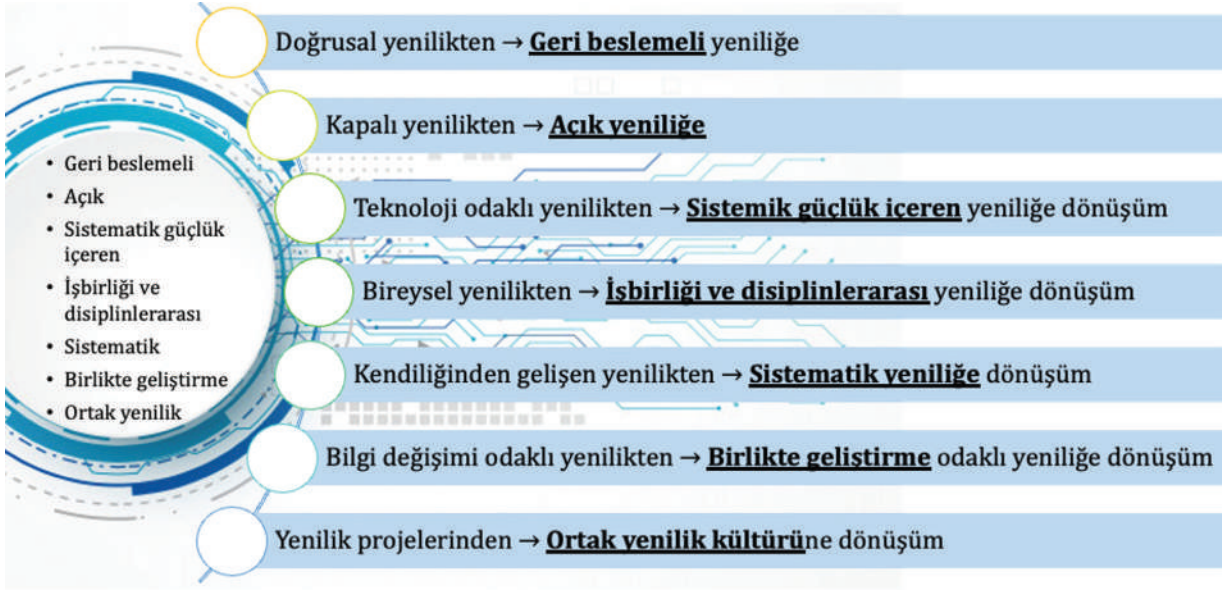 • Geri beslemeli
• Açık
• Sistematik güçlük
içeren
• İşbirliği ve
disiplinlerarası
• Sistematik
• Birlikte geliştirme
• Ortak yenilik
Doğrusal yenilikten → Geri beslemeli yeniliğe
Kapalı yenilikten → Açık yeniliğe
Teknoloji odaklı yenilikten → Sistemik güçlük içeren yeniliğe dönüşüm
Bireysel yenilikten → İşbirliği ve disiplinlerarası yeniliğe dönüşüm
Kendiliğinden gelişen yenilikten → Sistematik yeniliğe dönüşüm
Bilgi değişimi odaklı yenilikten → Birlikte geliştirme odaklı yeniliğe dönüşüm
Yenilik projelerinden → Ortak yenilik kültürüne dönüşüm